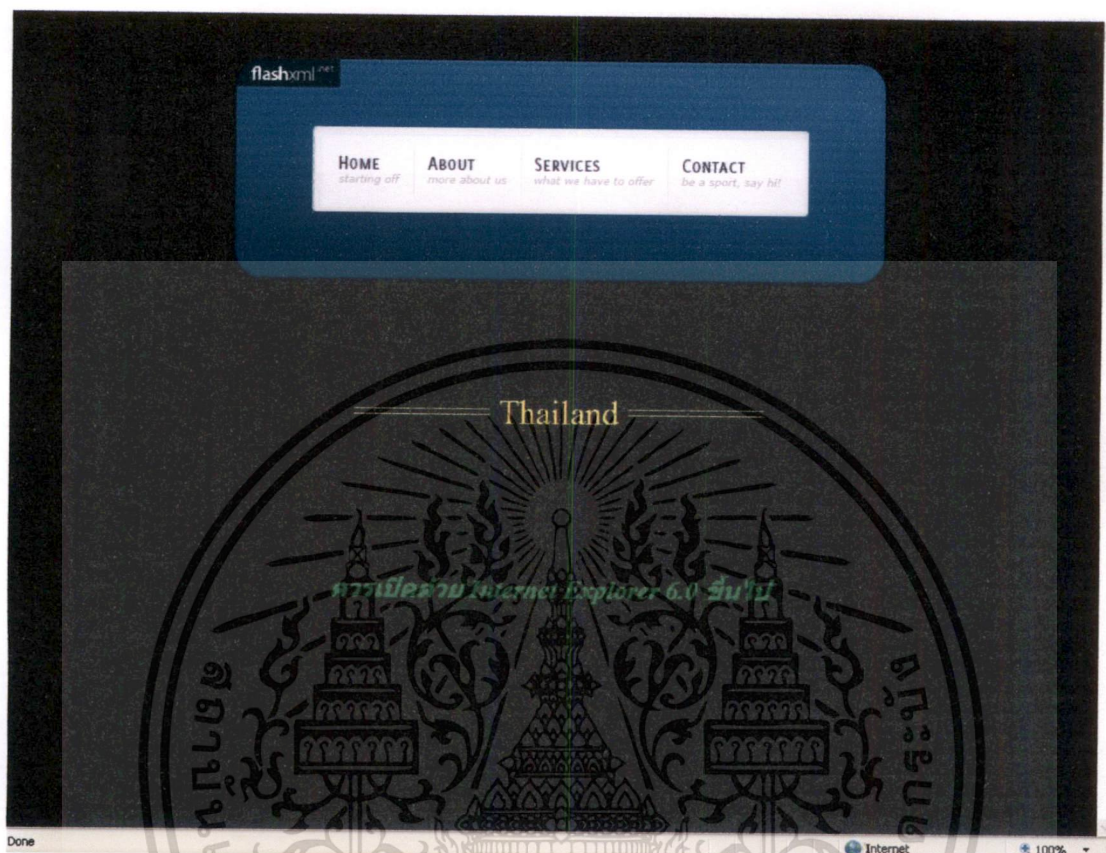 flashxml.net
HOME ABOUT SERVICES CONTACT
starting off more about us what we have to offer be a sport, say hi!
Thailand
ควรเปิดด้วย Internet Explorer 6.0 ขึ้นไป
Done Internet 100%